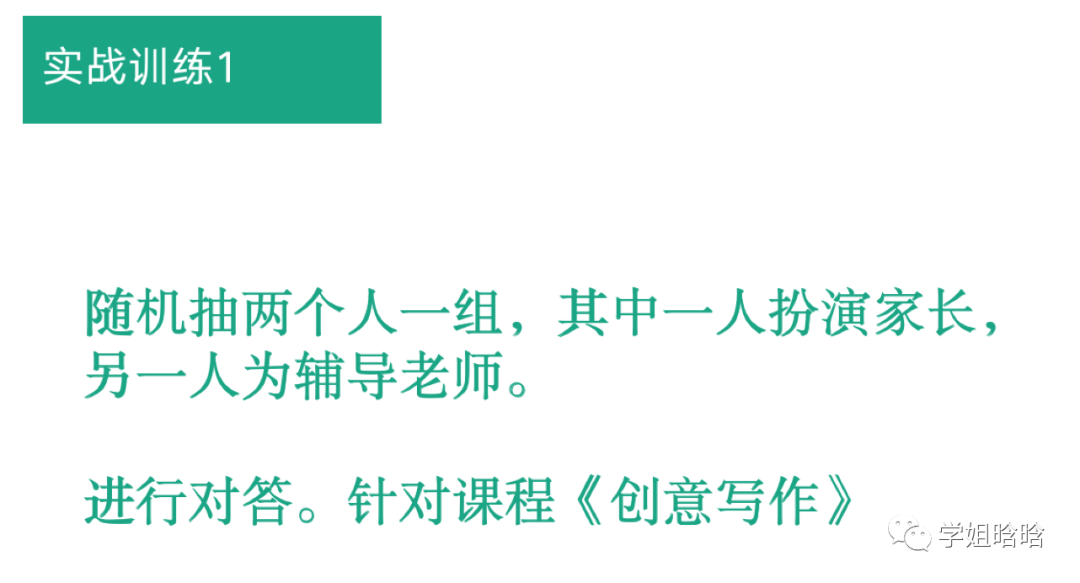 实战训练1
随机抽两个人一组，其中一人扮演家长，
另一人为辅导老师。
进行对答。针对课程《创意写作》
学姐晗晗